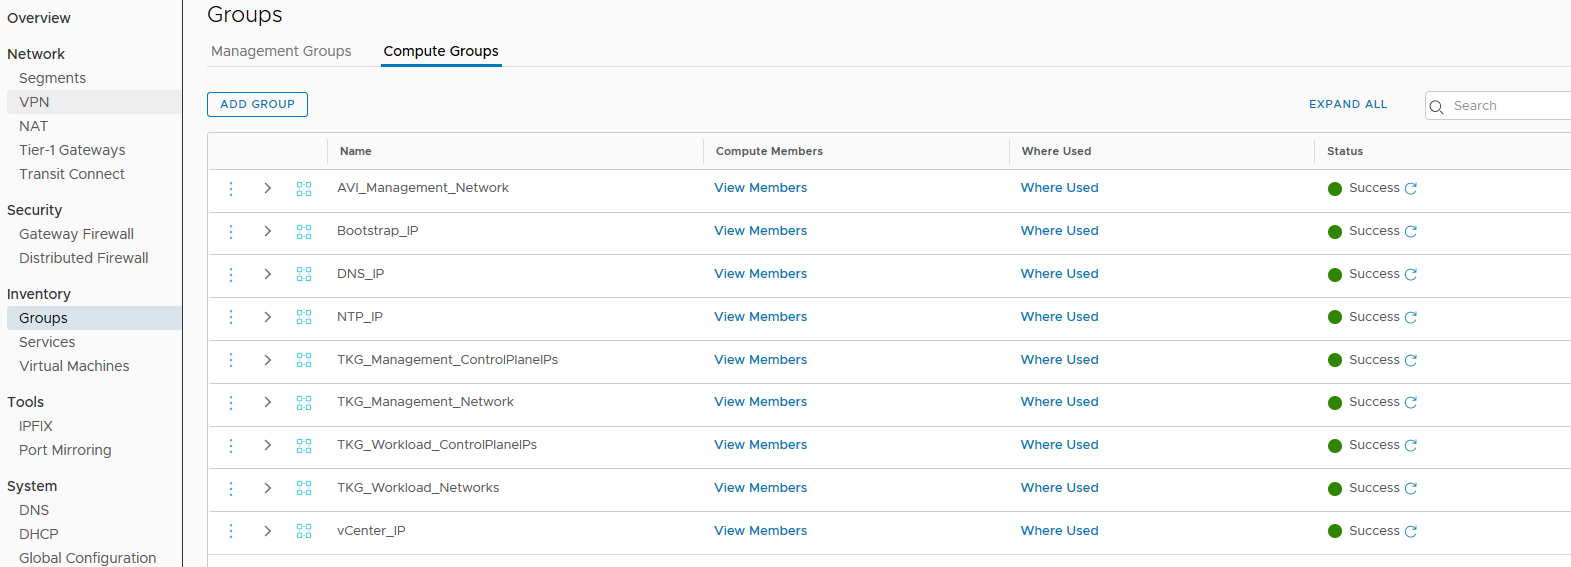 Overview
Network
Segments
VPN
NAT
Tier-1 Gateways
Transit Connect
Security
Gateway Firewall
Distributed Firewall
Inventory
Groups
Services
Virtual Machines
Tools
IPFIX
Port Mirroring
System
DNS
DHCP
Global Configuration
Groups
Management Groups Compute Groups
ADD GROUP EXPAND ALL Search
Name Compute Members Where Used Status
AVI_Management_Network View Members Where Used Success
Bootstrap_IP View Members Where Used Success
DNS_IP View Members Where Used Success
NTP_IP View Members Where Used Success
TKG_Management_ControlPlaneIPs View Members Where Used Success
TKG_Management_Network View Members Where Used Success
TKG_Workload_ControlPlaneIPs View Members Where Used Success
TKG_Workload_Networks View Members Where Used Success
vCenter_IP View Members Where Used Success